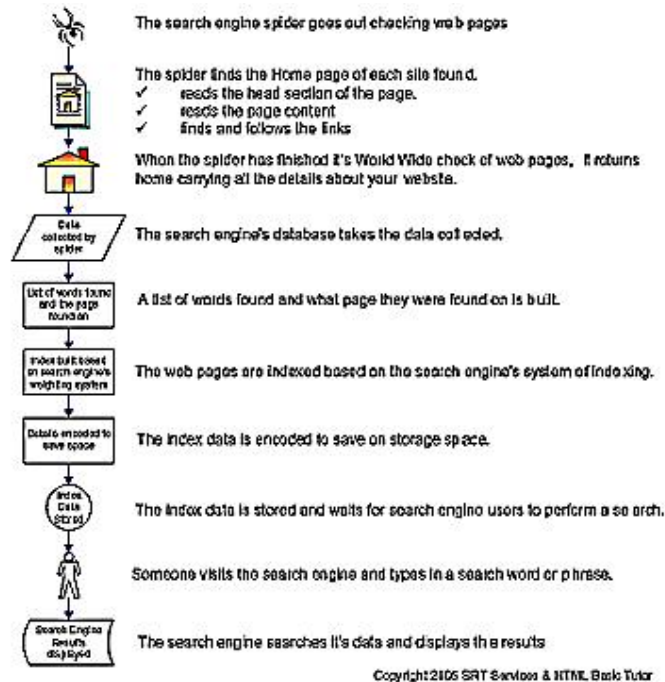 The search engine spider goes out checking web pages
The spider finds the Home page of each site found.
✓ reads the head section of the page.
✓ reads the page content
✓ finds and follows the links
When the spider has finished it's World Wide check of web pages, it returns
home carrying all the details about your website.
Data
collected by
spider
The search engine's database takes the data collected.
List of words found
and the page
found on
A list of words found and what page they were found on is built.
Index built based
on search engine's
weighting system
The web pages are indexed based on the search engine's system of indexing.
Details encoded to
save space
The index data is encoded to save on storage space.
Index
Data
Stored
The index data is stored and waits for search engine users to perform a search.
Someone visits the search engine and types in a search word or phrase.
Search Engine
Results
displayed
The search engine searches it's data and displays the results
Copyright 2005 SRT Services & HTML Basic Tutor